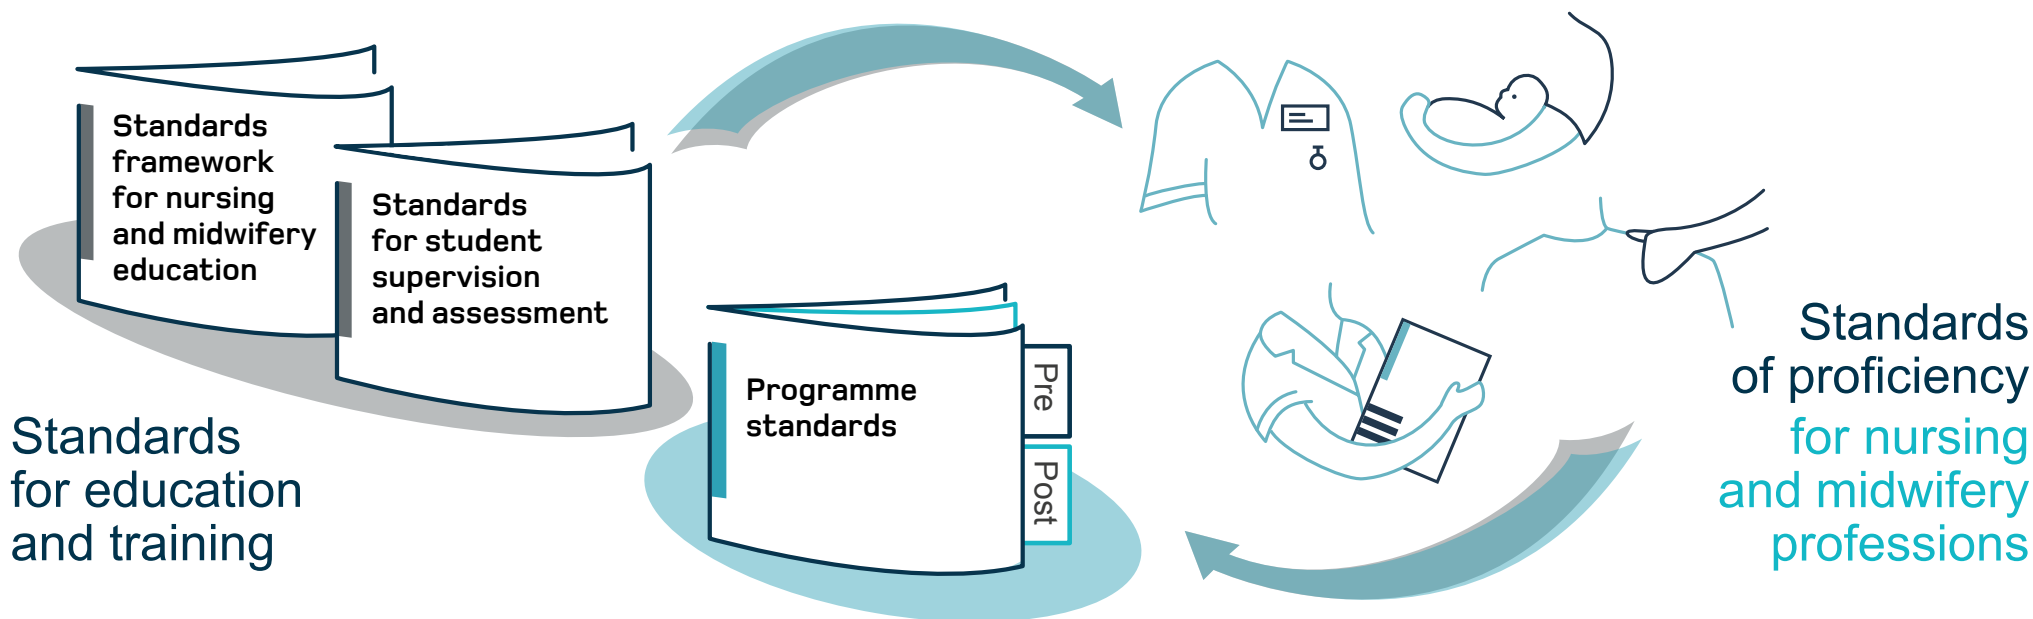 Standards
framework
for nursing
and midwifery
education
Standards
for student
supervision
and assessment
Programme
standards
Pre
Post
Standards
for education
and training
Standards
of proficiency
for nursing
and midwifery
professions